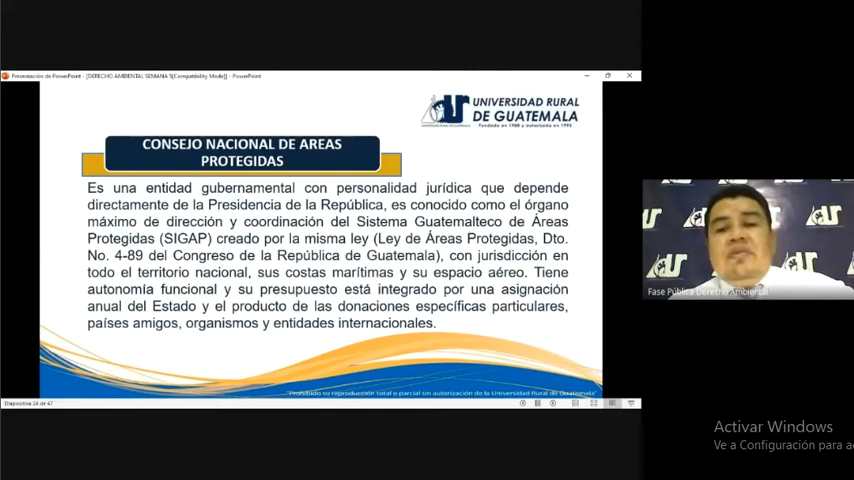 Presentación de PowerPoint - [DERECHO AMBIENTAL SEMANA 5[Compatibility Mode]] - PowerPoint
UNIVERSIDAD RURAL
DE GUATEMALA
Fundada en 1988 y autorizada en 1995
CONSEJO NACIONAL DE AREAS
PROTEGIDAS
Es una entidad gubernamental con personalidad jurídica que depende
directamente de la Presidencia de la República, es conocido como el órgano
máximo de dirección y coordinación del Sistema Guatemalteco de Áreas
Protegidas (SIGAP) creado por la misma ley (Ley de Áreas Protegidas, Dto.
No. 4-89 del Congreso de la República de Guatemala), con jurisdicción en
todo el territorio nacional, sus costas marítimas y su espacio aéreo. Tiene
autonomía funcional y su presupuesto está integrado por una asignación
anual del Estado y el producto de las donaciones específicas particulares,
países amigos, organismos y entidades internacionales.
"Prohibido su reproducción total o parcial sin autorización de la Universidad Rural de Guatemala"
Diapositiva 24 de 47
Fase Pública Derecho Ambiental
Activar Windows
Ve a Configuración para a